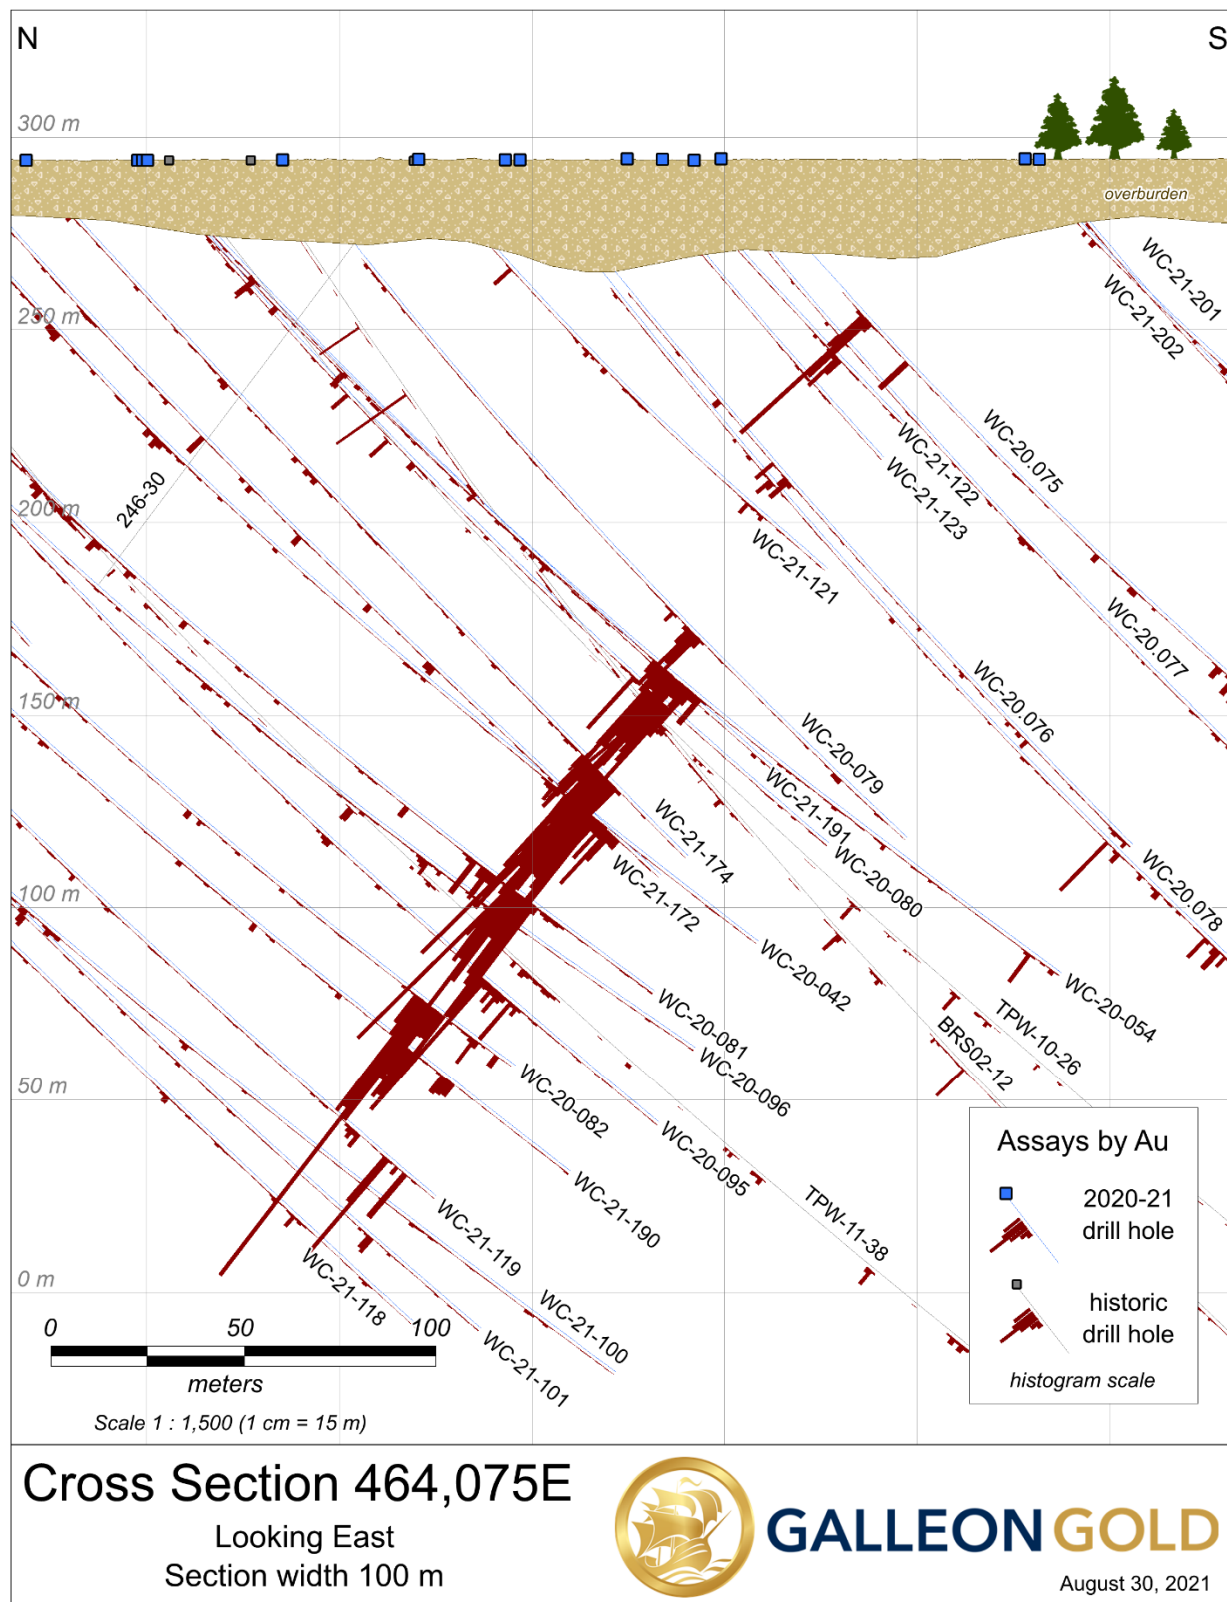 N
S
300 m
overburden
WC-21-201
WC-21-202
250 m
WC-20.075
WC-21-122
WC-21-123
246-30
200 m
WC-21-121
WC-20.077
WC-20.076
150 m
WC-20-079
WC-21-191
WC-21-174
WC-20-080
WC-20.078
WC-21-172
100 m
WC-20-042
WC-20-054
WC-20-081
TPW-10-26
BRS02-12
WC-20-096
50 m
WC-20-082
WC-20-095
TPW-11-38
WC-21-190
WC-21-119
WC-21-118
WC-21-100
WC-21-101
0 m
Assays by Au
2020-21
drill hole
historic
drill hole
histogram scale
0 50 100
meters
Scale 1 : 1,500 (1 cm = 15 m)
Cross Section 464,075E
Looking East
Section width 100 m
GALLEON GOLD
August 30, 2021